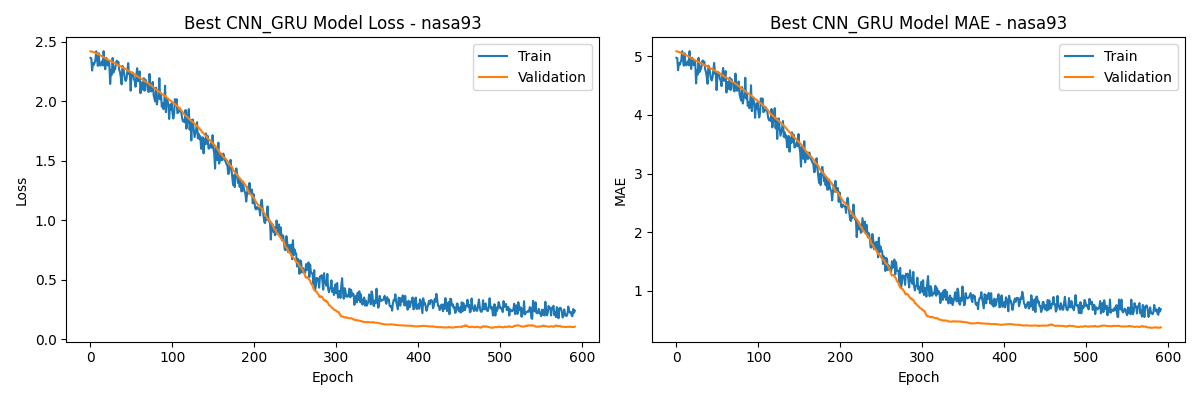 Best CNN_GRU Model Loss - nasa93
Train
Validation
2.5
2.0
1.5
1.0
0.5
0.0
Loss
0
100
200
300
400
500
600
Epoch
Best CNN_GRU Model MAE - nasa93
Train
Validation
5
4
3
2
1
MAE
0
100
200
300
400
500
600
Epoch